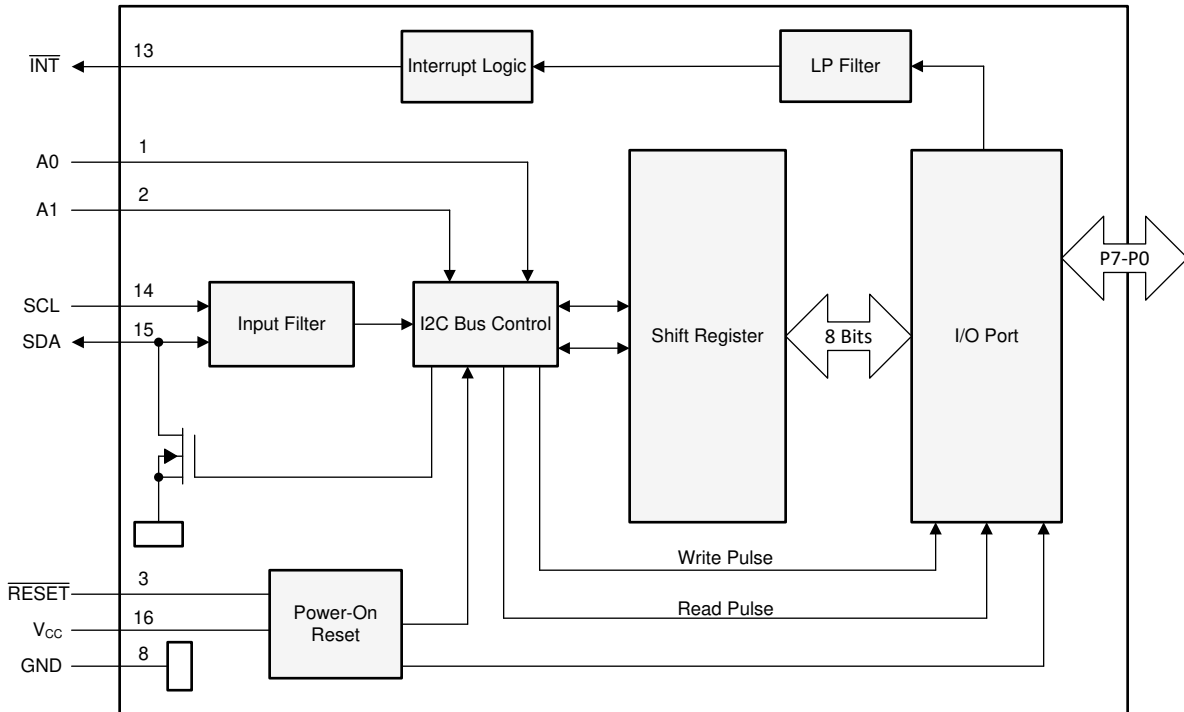 13
INT
Interrupt Logic
LP Filter
1
A0
2
A1
P7-P0
14
SCL
Input Filter
I2C Bus Control
Shift Register
8 Bits
I/O Port
15
SDA
Write Pulse
3
RESET
Power-On
Reset
Read Pulse
16
VCC
8
GND